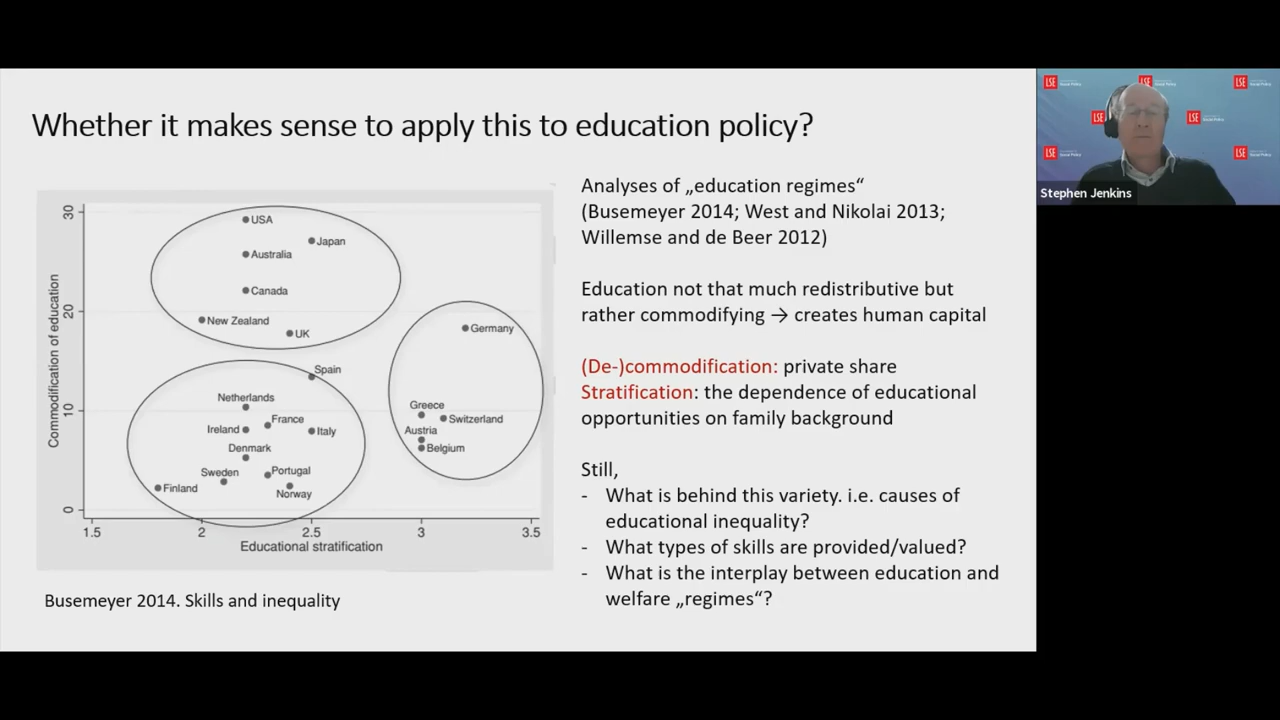 Whether it makes sense to apply this to education policy?
Commodification of education
30
20
10
0
USA
Japan
Australia
Canada
New Zealand
UK
Germany
Spain
Netherlands
Greece
France
Switzerland
Ireland
Italy
Austria
Denmark
Belgium
Sweden
Portugal
Finland
Norway
1.5
2
2.5
3
3.5
Educational stratification
Busemeyer 2014. Skills and inequality
Analyses of „education regimes“
(Busemeyer 2014; West and Nikolai 2013;
Willemse and de Beer 2012)
Education not that much redistributive but
rather commodifying → creates human capital
(De-)commodification: private share
Stratification: the dependence of educational
opportunities on family background
Still,
- What is behind this variety. i.e. causes of
educational inequality?
- What types of skills are provided/valued?
- What is the interplay between education and
welfare „regimes“?
LSE
LSE
LSE
LSE
LSE
LSE
LSE
Social Policy
Stephen Jenkins